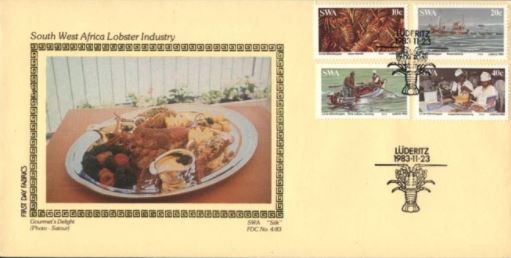 South West Africa Lobster Industry
SWA 10c
SWA 20c
LÜDERITZ
1983-11-23
SWA
40c
LÜDERITZ
1983-11-23
FIRST DAY FABRICS
Gourmet's Delight
(Photo - Satour)
SWA "Silk"
FDC No. 4/83